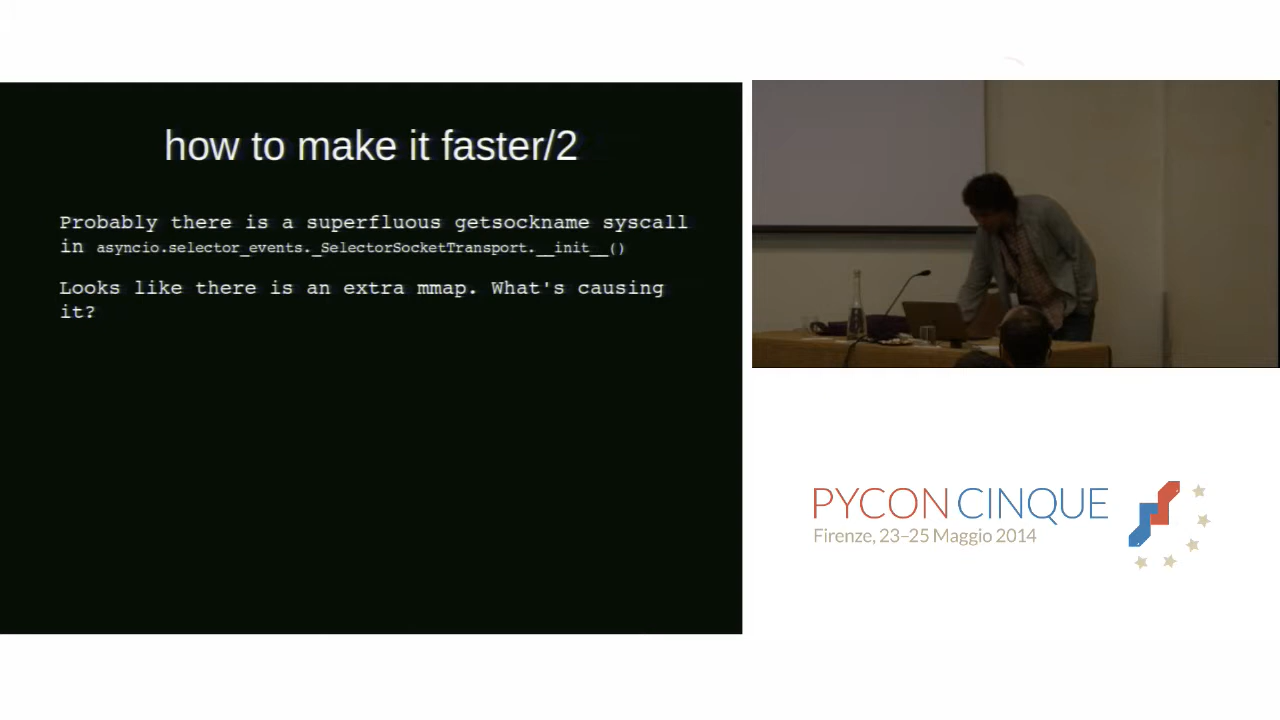 how to make it faster/2
Probably there is a superfluous getsockname syscall
in asyncio.selector_events._SelectorSocketTransport.__init__()
Looks like there is an extra mmap. What's causing
it?
PYCON CINQUE
Firenze, 23–25 Maggio 2014